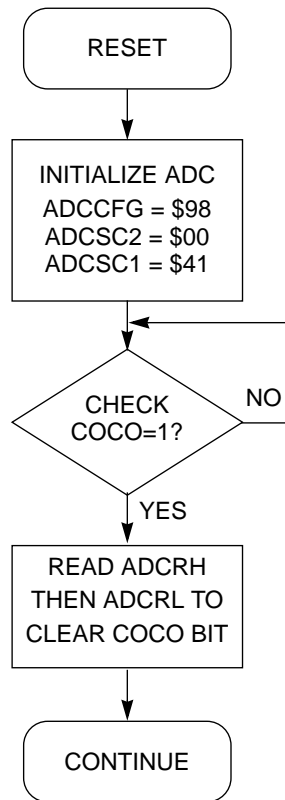 RESET
INITIALIZE ADC
ADCCFG = $98
ADCSC2 = $00
ADCSC1 = $41
CHECK
COCO=1?
NO
YES
READ ADCRH
THEN ADCRL TO
CLEAR COCO BIT
CONTINUE